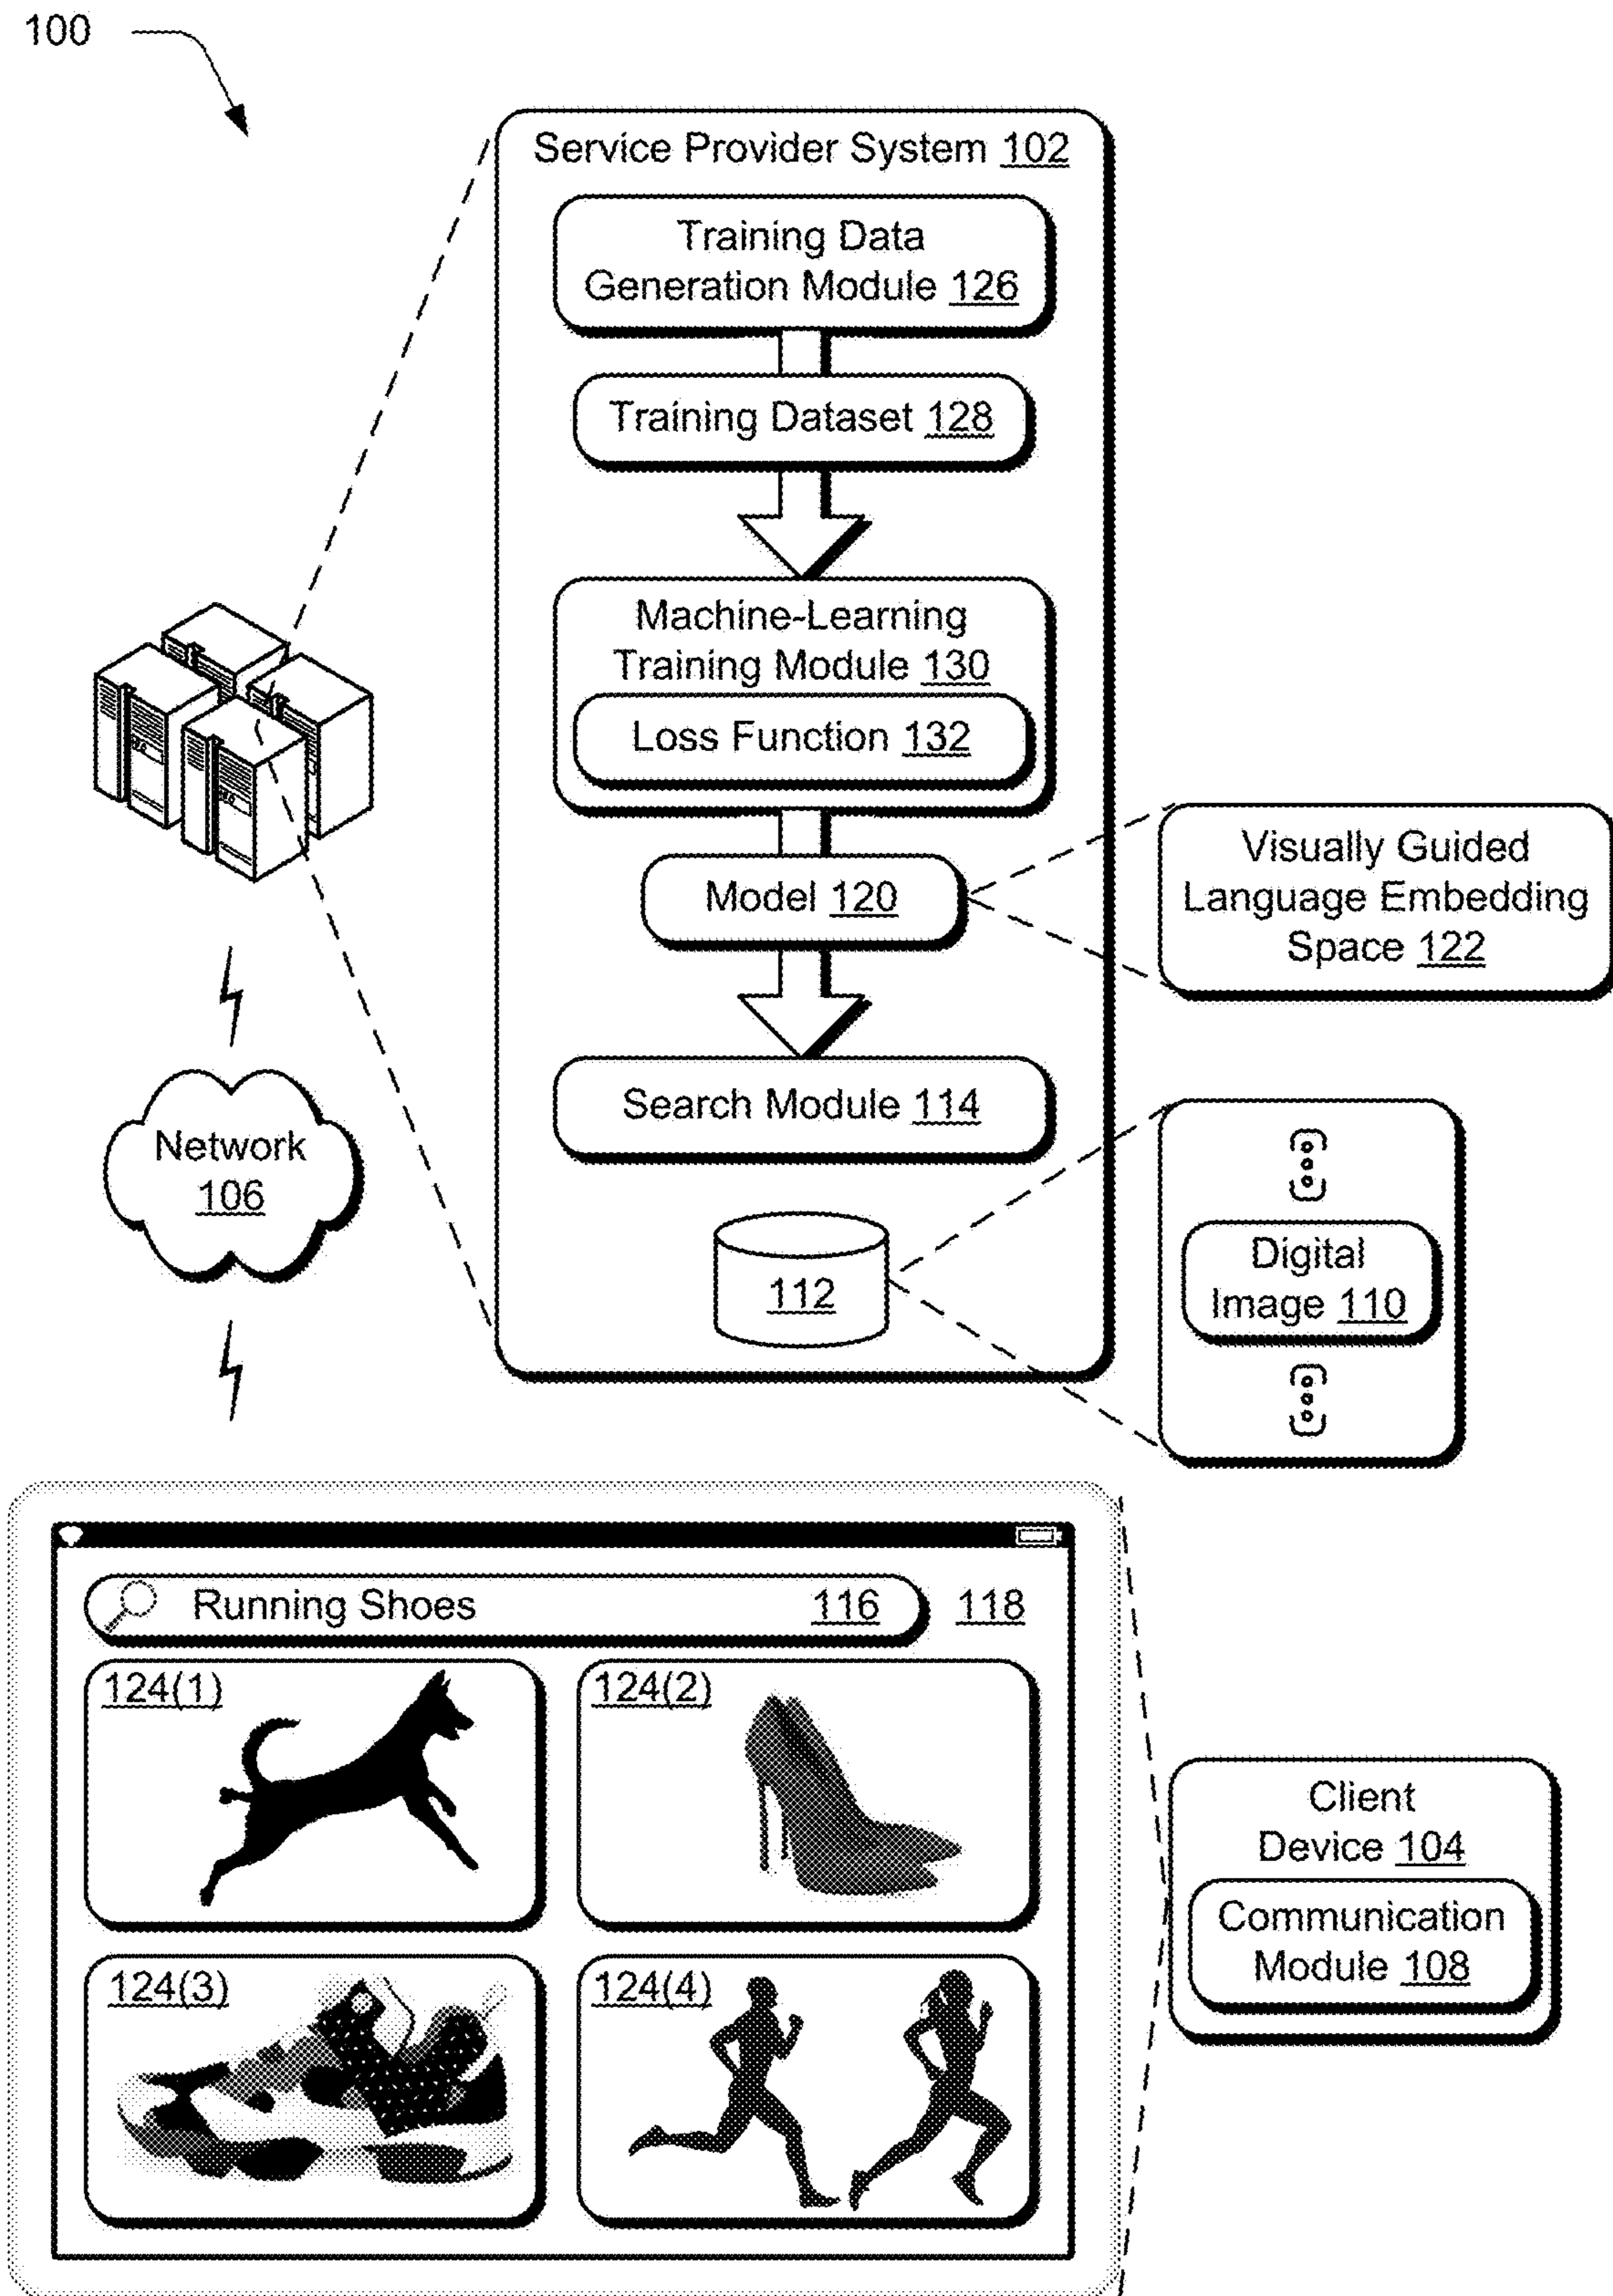 100
Service Provider System 102
Training Data
Generation Module 126
Training Dataset 128
Machine-Learning
Training Module 130
Loss Function 132
Model 120
Visually Guided
Language Embedding
Space 122
Search Module 114
Network
106
112
Digital
Image 110
Running Shoes 116 118
124(1)
124(2)
124(3)
124(4)
Client
Device 104
Communication
Module 108